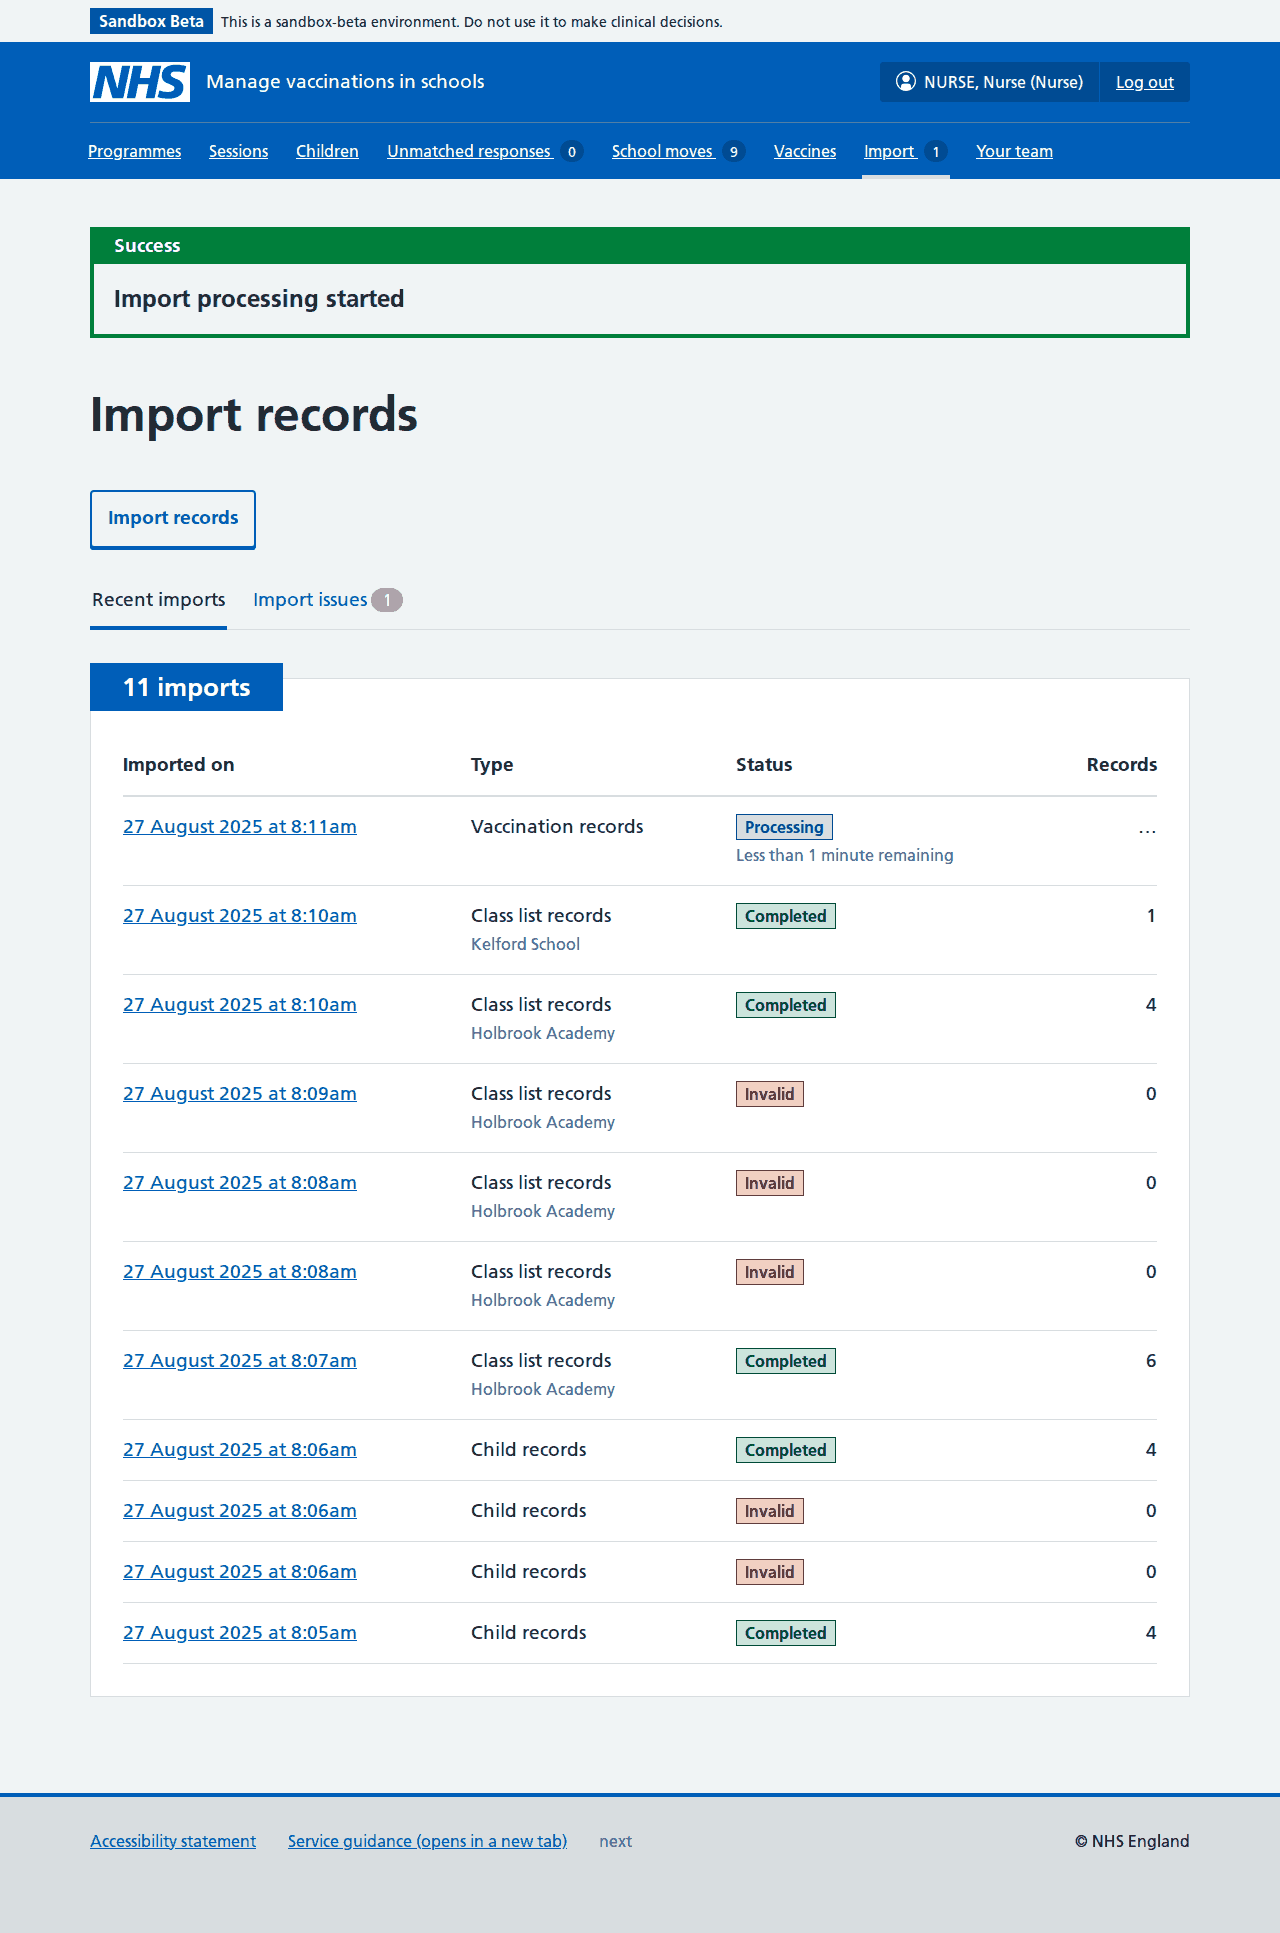 Sandbox Beta This is a sandbox-beta environment. Do not use it to make clinical decisions.
NHS Manage vaccinations in schools NURSE, Nurse (Nurse) Log out
Programmes Sessions Children Unmatched responses 0 School moves 9 Vaccines Import 1 Your team
Success
Import processing started
Import records
Import records
Recent imports Import issues 1
11 imports
Imported on Type Status Records
27 August 2025 at 8:11am Vaccination records Processing …
Less than 1 minute remaining
27 August 2025 at 8:10am Class list records Completed 1
Kelford School
27 August 2025 at 8:10am Class list records Completed 4
Holbrook Academy
27 August 2025 at 8:09am Class list records Invalid 0
Holbrook Academy
27 August 2025 at 8:08am Class list records Invalid 0
Holbrook Academy
27 August 2025 at 8:08am Class list records Invalid 0
Holbrook Academy
27 August 2025 at 8:07am Class list records Completed 6
Holbrook Academy
27 August 2025 at 8:06am Child records Completed 4
27 August 2025 at 8:06am Child records Invalid 0
27 August 2025 at 8:06am Child records Invalid 0
27 August 2025 at 8:05am Child records Completed 4
Accessibility statement Service guidance (opens in a new tab) next © NHS England